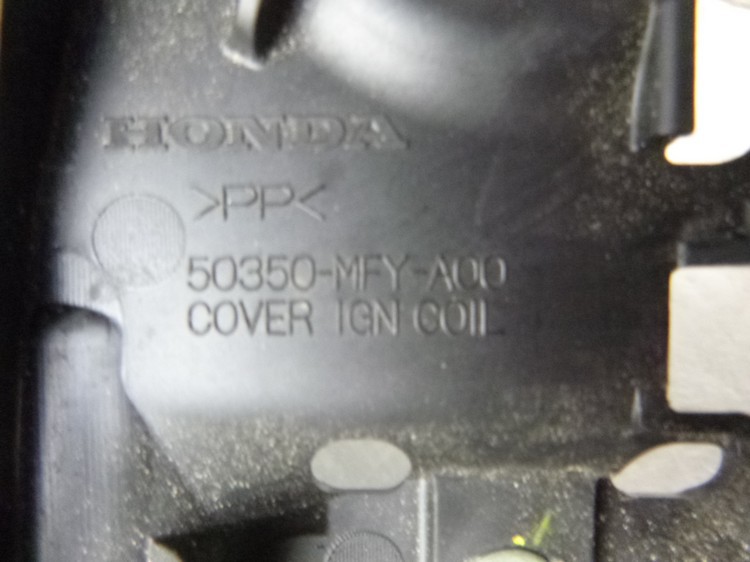 HONDA
>PP<
50350-MFY-A00
COVER IGN COIL